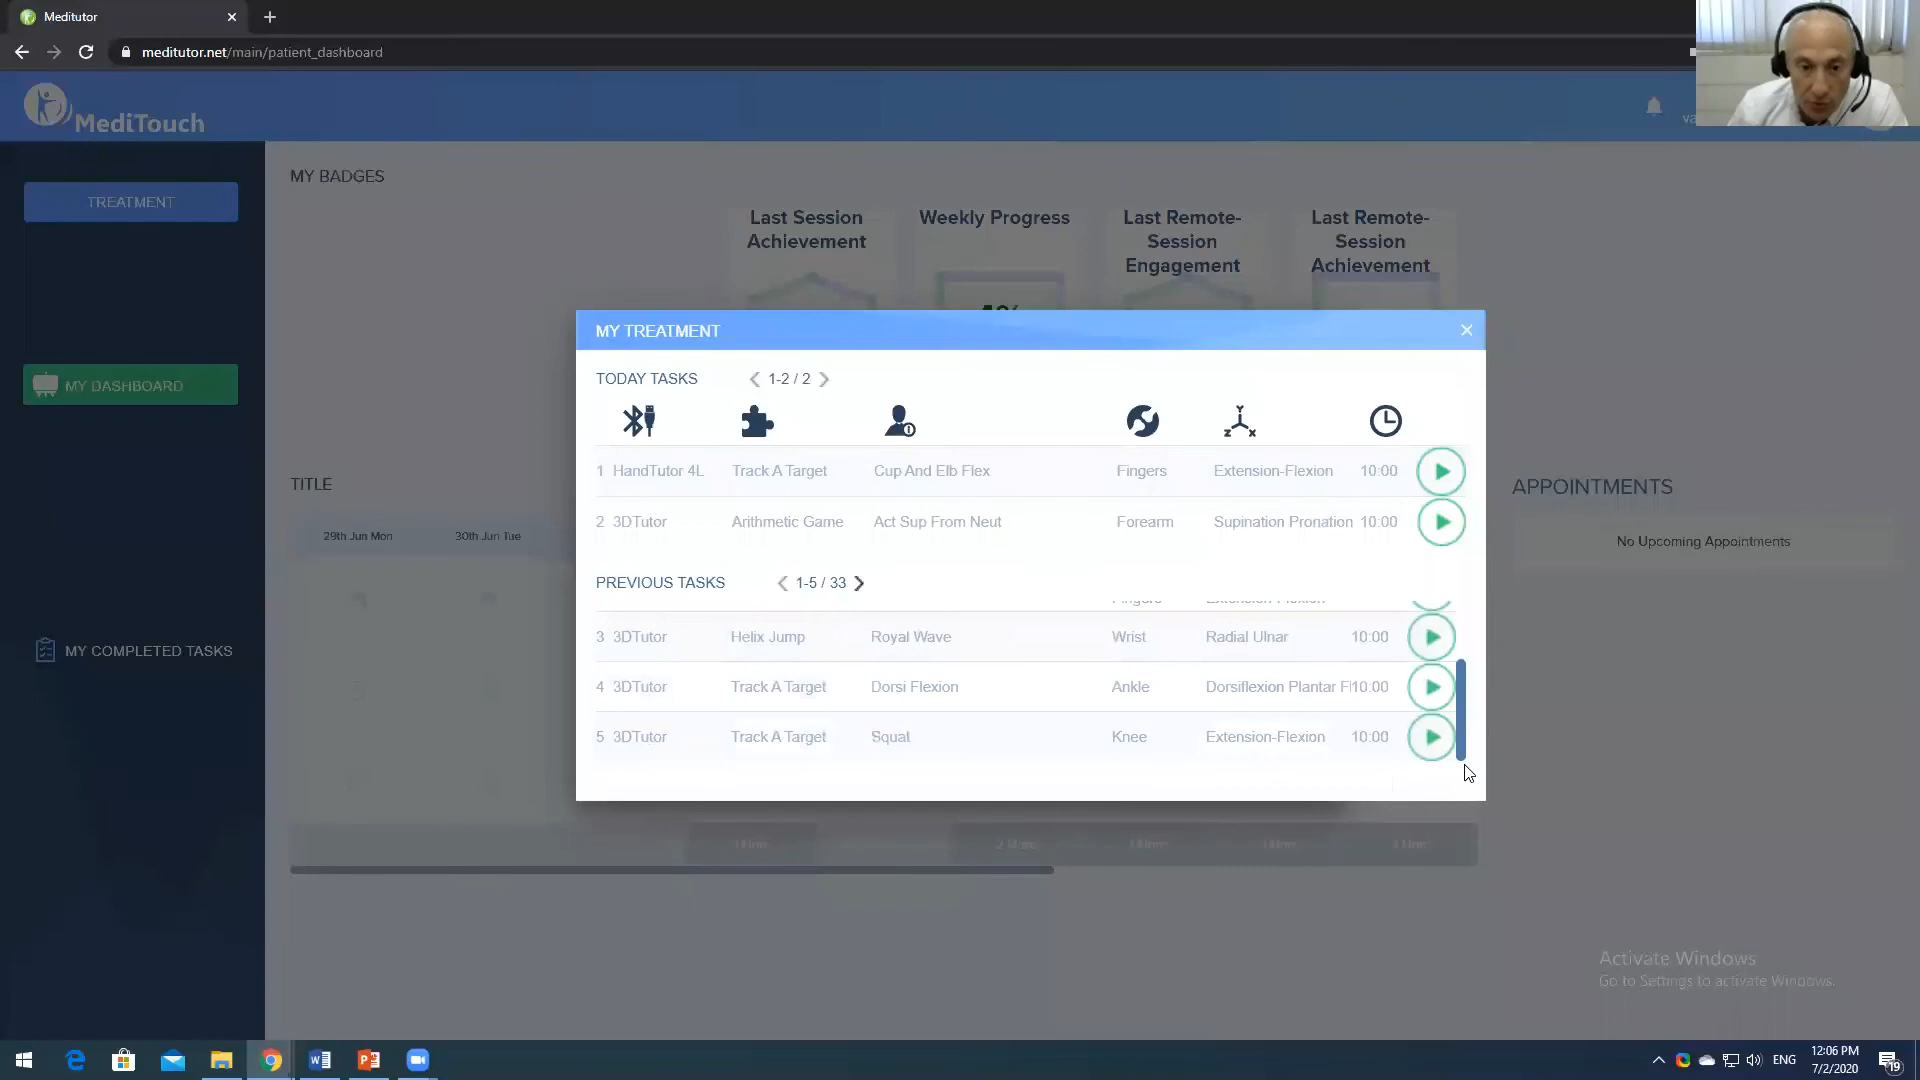 Meditutor
meditutor.net/main/patient_dashboard
MediTouch
TREATMENT
MY DASHBOARD
MY COMPLETED TASKS
MY BADGES
Last Session Achievement
Weekly Progress
Last Remote-Session Engagement
Last Remote-Session Achievement
MY TREATMENT
TODAY TASKS 1-2 / 2
1 HandTutor 4L Track A Target Cup And Elb Flex Fingers Extension-Flexion 10:00
2 3DTutor Arithmetic Game Act Sup From Neut Forearm Supination Pronation 10:00
PREVIOUS TASKS 1-5 / 33
Fingers Extension-Flexion
3 3DTutor Helix Jump Royal Wave Wrist Radial Ulnar 10:00
4 3DTutor Track A Target Dorsi Flexion Ankle Dorsiflexion Plantar F 10:00
5 3DTutor Track A Target Squat Knee Extension-Flexion 10:00
TITLE
29th Jun Mon 30th Jun Tue
2 More
APPOINTMENTS
No Upcoming Appointments
Activate Windows
Go to Settings to activate Windows.
ENG
12:06 PM
7/2/2020
19